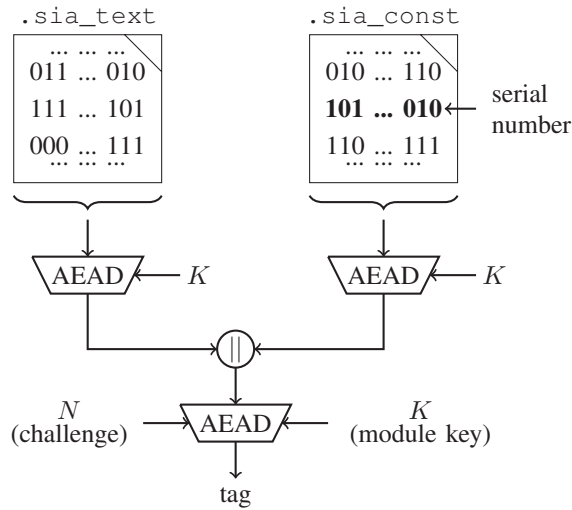 .sia_text .sia_const
... ... ... ... ... ...
011 ... 010 010 ... 110
111 ... 101 101 ... 010 serial
number
000 ... 111 110 ... 111
... ... ... ... ... ...
AEAD K AEAD K
||
N AEAD K
(challenge) (module key)
tag